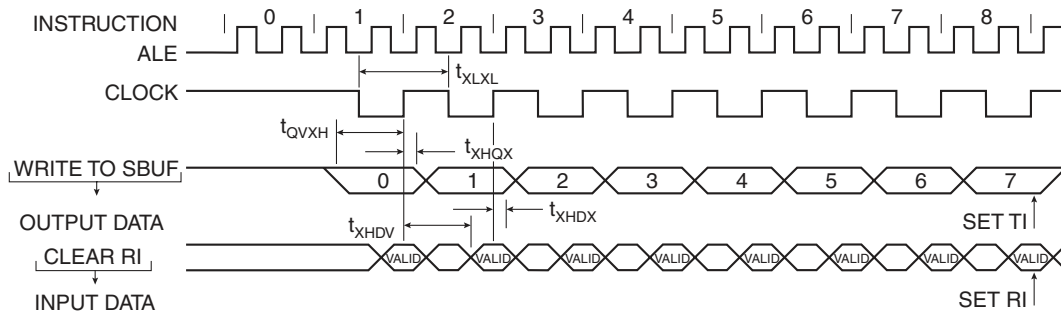 INSTRUCTION 0 1 2 3 4 5 6 7 8
ALE
tXLXL
CLOCK
tQVXH
tXHQX
WRITE TO SBUF
0 1 2 3 4 5 6 7
tXHDX
OUTPUT DATA
SET TI
tXHDV
CLEAR RI
VALID VALID VALID VALID VALID VALID VALID VALID
INPUT DATA
SET RI